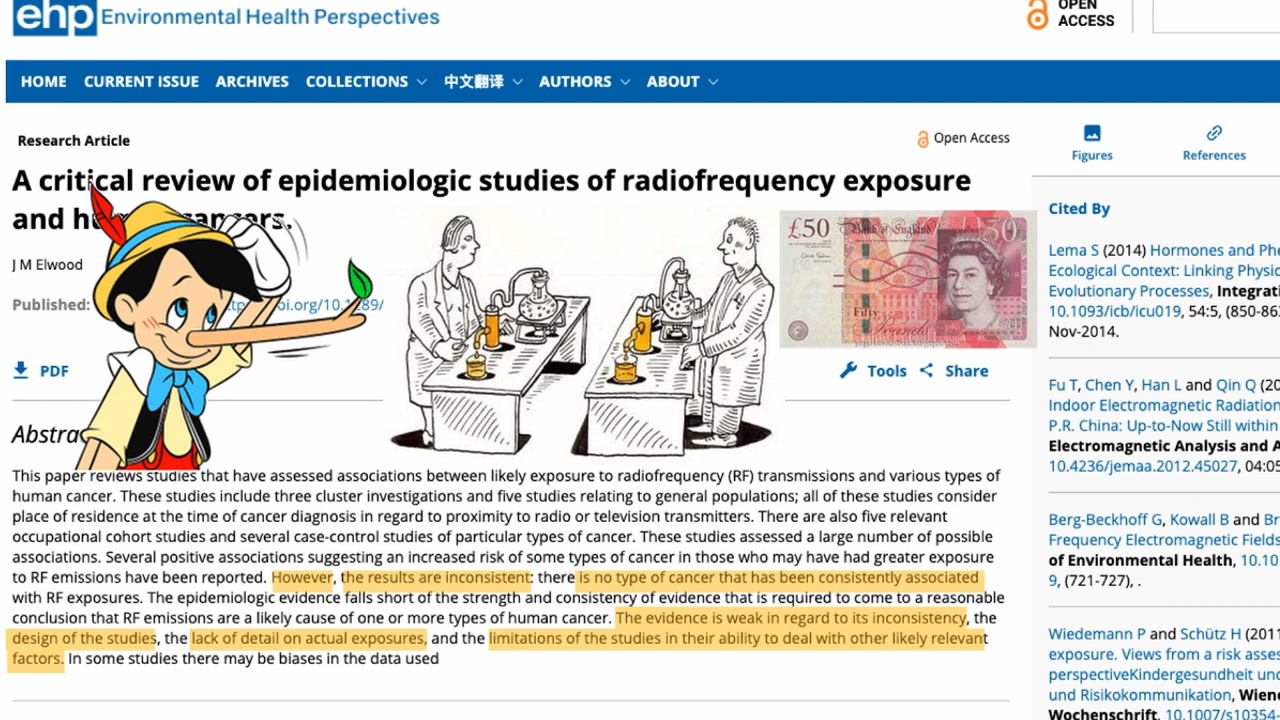 ehp Environmental Health Perspectives
OPEN
ACCESS
HOME CURRENT ISSUE ARCHIVES COLLECTIONS 中文翻译 AUTHORS ABOUT
Research Article
Open Access
A critical review of epidemiologic studies of radiofrequency exposure
and cancers.
J M Elwood
Published:
PDF
Tools
Share
Abstract
This paper reviews studies that have assessed associations between likely exposure to radiofrequency (RF) transmissions and various types of
human cancer. These studies include three cluster investigations and five studies relating to general populations; all of these studies consider
place of residence at the time of cancer diagnosis in regard to proximity to radio or television transmitters. There are also five relevant
occupational cohort studies and several case-control studies of particular types of cancer. These studies assessed a large number of possible
associations. Several positive associations suggesting an increased risk of some types of cancer in those who may have had greater exposure
to RF emissions have been reported. However, the results are inconsistent: there is no type of cancer that has been consistently associated
with RF exposures. The epidemiologic evidence falls short of the strength and consistency of evidence that is required to come to a reasonable
conclusion that RF emissions are a likely cause of one or more types of human cancer. The evidence is weak in regard to its inconsistency, the
design of the studies, the lack of detail on actual exposures, and the limitations of the studies in their ability to deal with other likely relevant
factors. In some studies there may be biases in the data used
£50
Bank of England
50
Fifty
Pounds
Figures
References
Cited By
Lema S (2014) Hormones and Phe
Ecological Context: Linking Physic
Evolutionary Processes, Integrati
10.1093/icb/icu019, 54:5, (850-86
Nov-2014.
Fu T, Chen Y, Han L and Qin Q (20
Indoor Electromagnetic Radiation
P.R. China: Up-to-Now Still within
Electromagnetic Analysis and A
10.4236/jemaa.2012.45027, 04:05
Berg-Beckhoff G, Kowall B and Br
Frequency Electromagnetic Fields
of Environmental Health, 10.10
9, (721-727), .
Wiedemann P and Schütz H (2011
exposure. Views from a risk asses
perspectiveKindergesundheit und
und Risikokommunikation, Wiene
Wochenschrift, 10.1007/s10354-